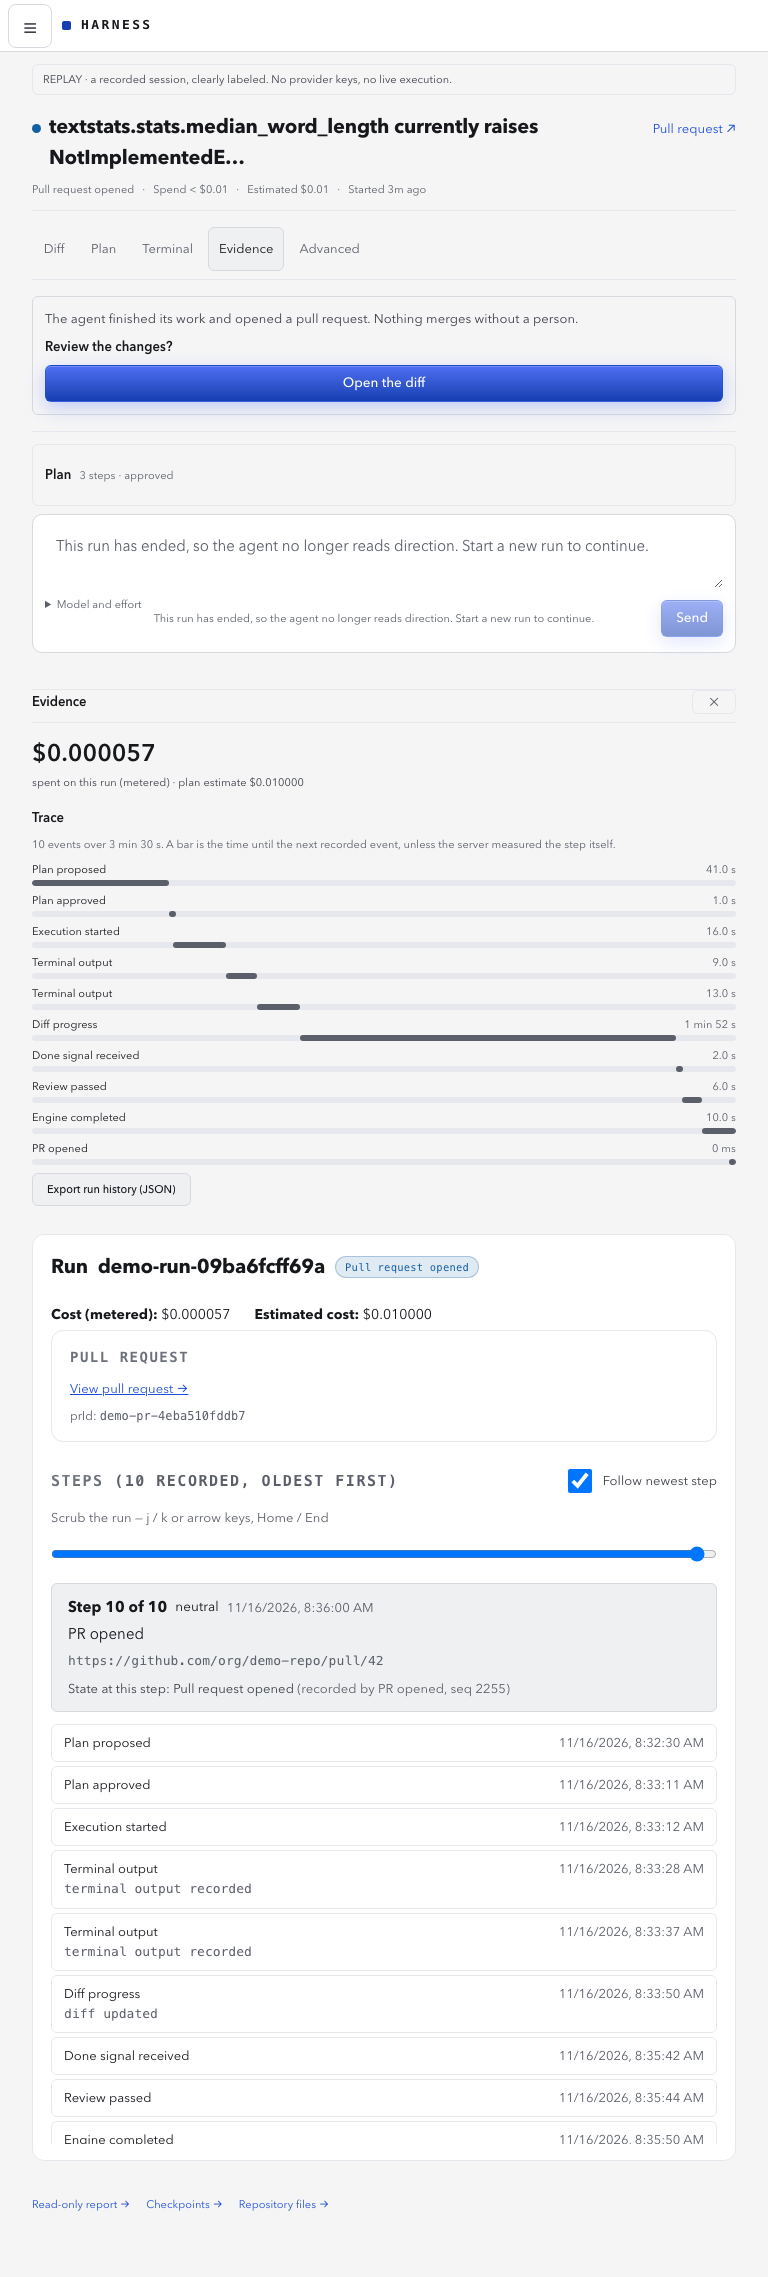 HARNESS
REPLAY · a recorded session, clearly labeled. No provider keys, no live execution.
textstats.stats.median_word_length currently raises
NotImplementedE...
Pull request ↗
Pull request opened · Spend < $0.01 · Estimated $0.01 · Started 3m ago
Diff Plan Terminal Evidence Advanced
The agent finished its work and opened a pull request. Nothing merges without a person.
Review the changes?
Open the diff
Plan 3 steps · approved
This run has ended, so the agent no longer reads direction. Start a new run to continue.
Model and effort
This run has ended, so the agent no longer reads direction. Start a new run to continue.
Send
Evidence
$0.000057
spent on this run (metered) · plan estimate $0.010000
Trace
10 events over 3 min 30 s. A bar is the time until the next recorded event, unless the server measured the step itself.
Plan proposed 41.0 s
Plan approved 1.0 s
Execution started 16.0 s
Terminal output 9.0 s
Terminal output 13.0 s
Diff progress 1 min 52 s
Done signal received 2.0 s
Review passed 6.0 s
Engine completed 10.0 s
PR opened 0 ms
Export run history (JSON)
Run demo-run-09ba6fcff69a Pull request opened
Cost (metered): $0.000057 Estimated cost: $0.010000
PULL REQUEST
View pull request →
prId: demo-pr-4eba510fddb7
STEPS (10 RECORDED, OLDEST FIRST)
Follow newest step
Scrub the run — j / k or arrow keys, Home / End
Step 10 of 10 neutral 11/16/2026, 8:36:00 AM
PR opened
https://github.com/org/demo-repo/pull/42
State at this step: Pull request opened (recorded by PR opened, seq 2255)
Plan proposed 11/16/2026, 8:32:30 AM
Plan approved 11/16/2026, 8:33:11 AM
Execution started 11/16/2026, 8:33:12 AM
Terminal output 11/16/2026, 8:33:28 AM
terminal output recorded
Terminal output 11/16/2026, 8:33:37 AM
terminal output recorded
Diff progress 11/16/2026, 8:33:50 AM
diff updated
Done signal received 11/16/2026, 8:35:42 AM
Review passed 11/16/2026, 8:35:44 AM
Engine completed 11/16/2026, 8:35:50 AM
Read-only report → Checkpoints → Repository files →